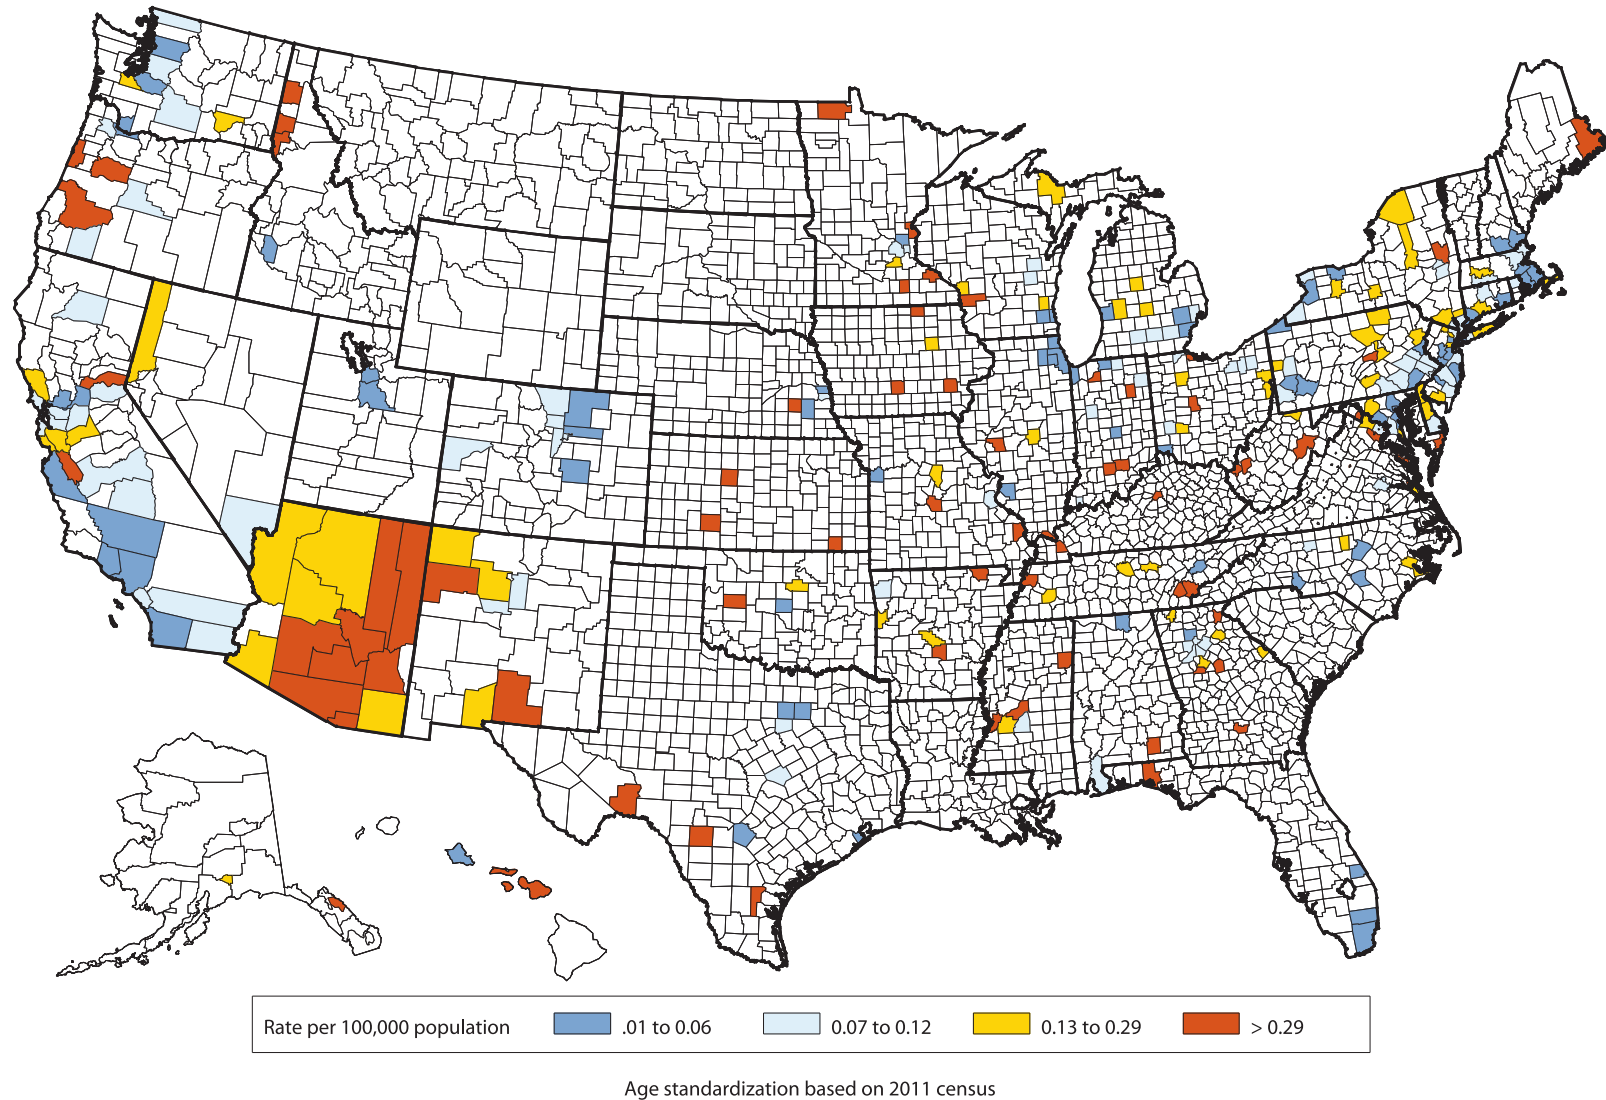 Rate per 100,000 population .01 to 0.06 0.07 to 0.12 0.13 to 0.29 > 0.29
Age standardization based on 2011 census